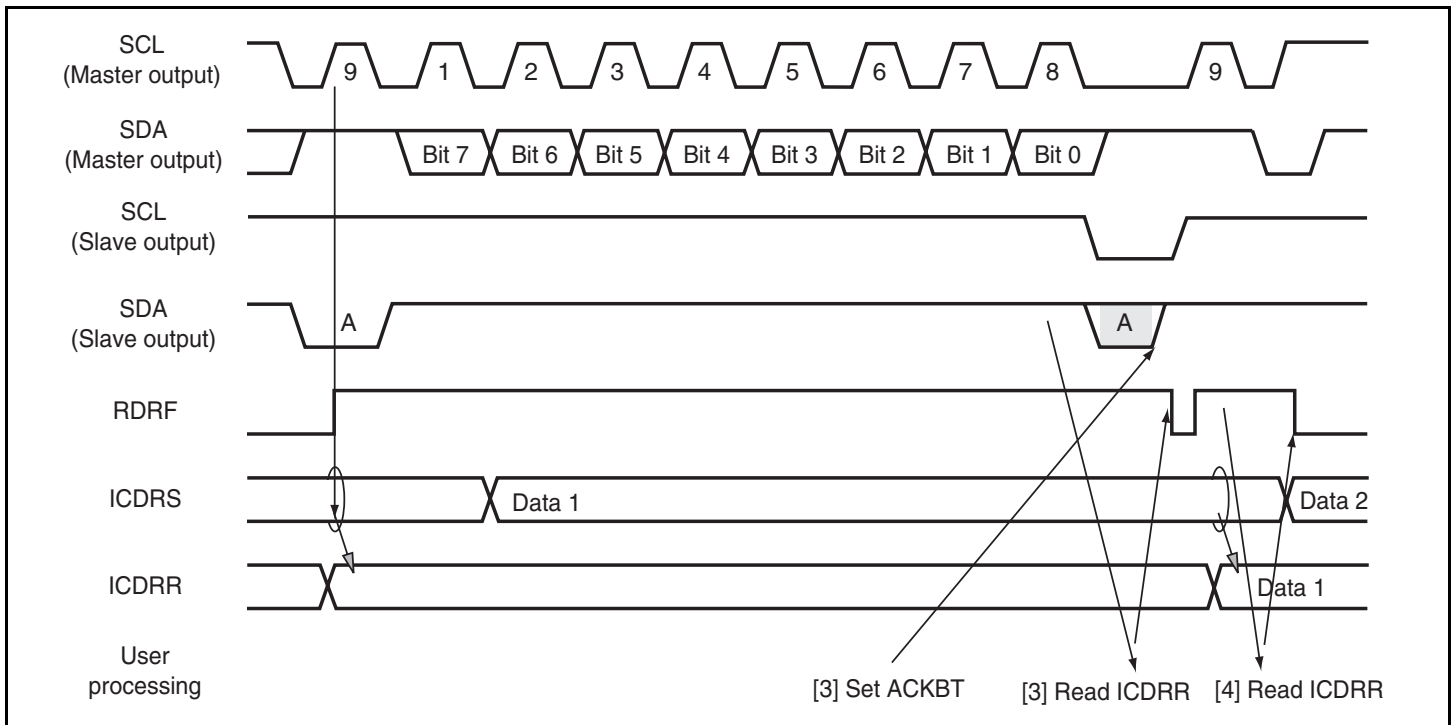 SCL
(Master output)
9 1 2 3 4 5 6 7 8 9
SDA
(Master output)
Bit 7 Bit 6 Bit 5 Bit 4 Bit 3 Bit 2 Bit 1 Bit 0
SCL
(Slave output)
SDA
(Slave output)
A A
RDRF
ICDRS
Data 1 Data 2
ICDRR
Data 1
User
processing
[3] Set ACKBT [3] Read ICDRR [4] Read ICDRR